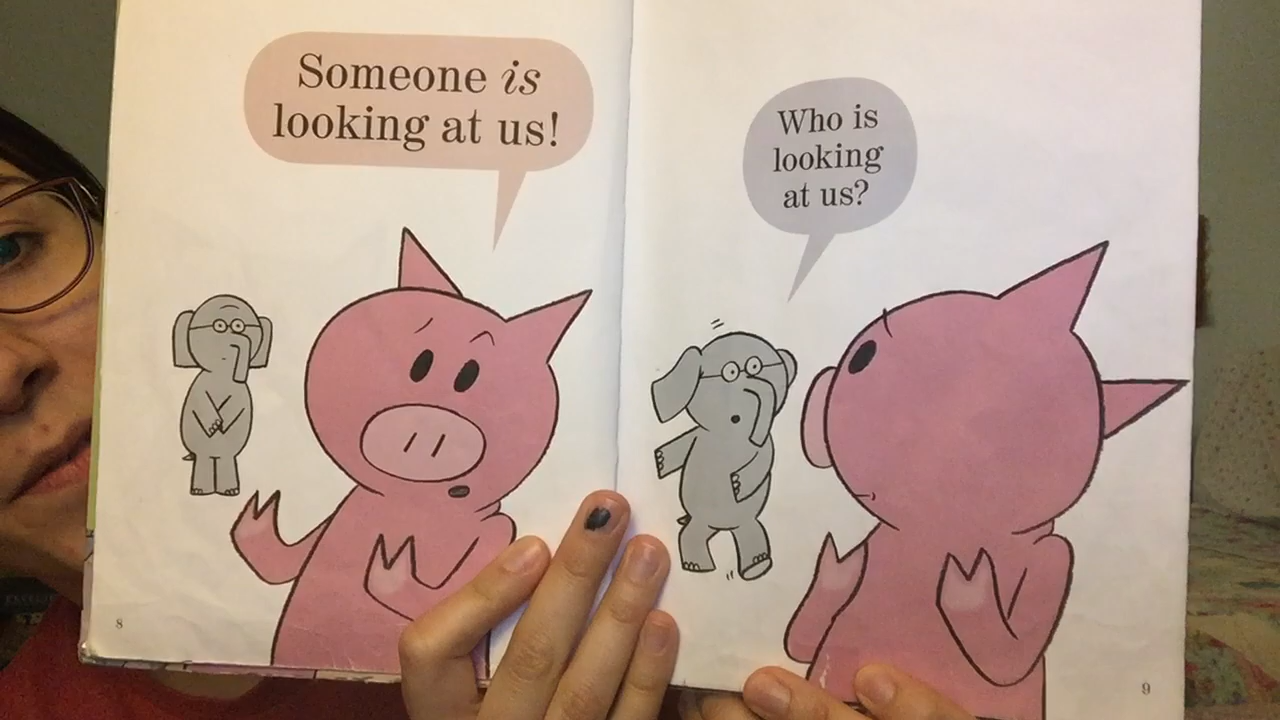 Someone is
looking at us!
8
Who is
looking
at us?
9